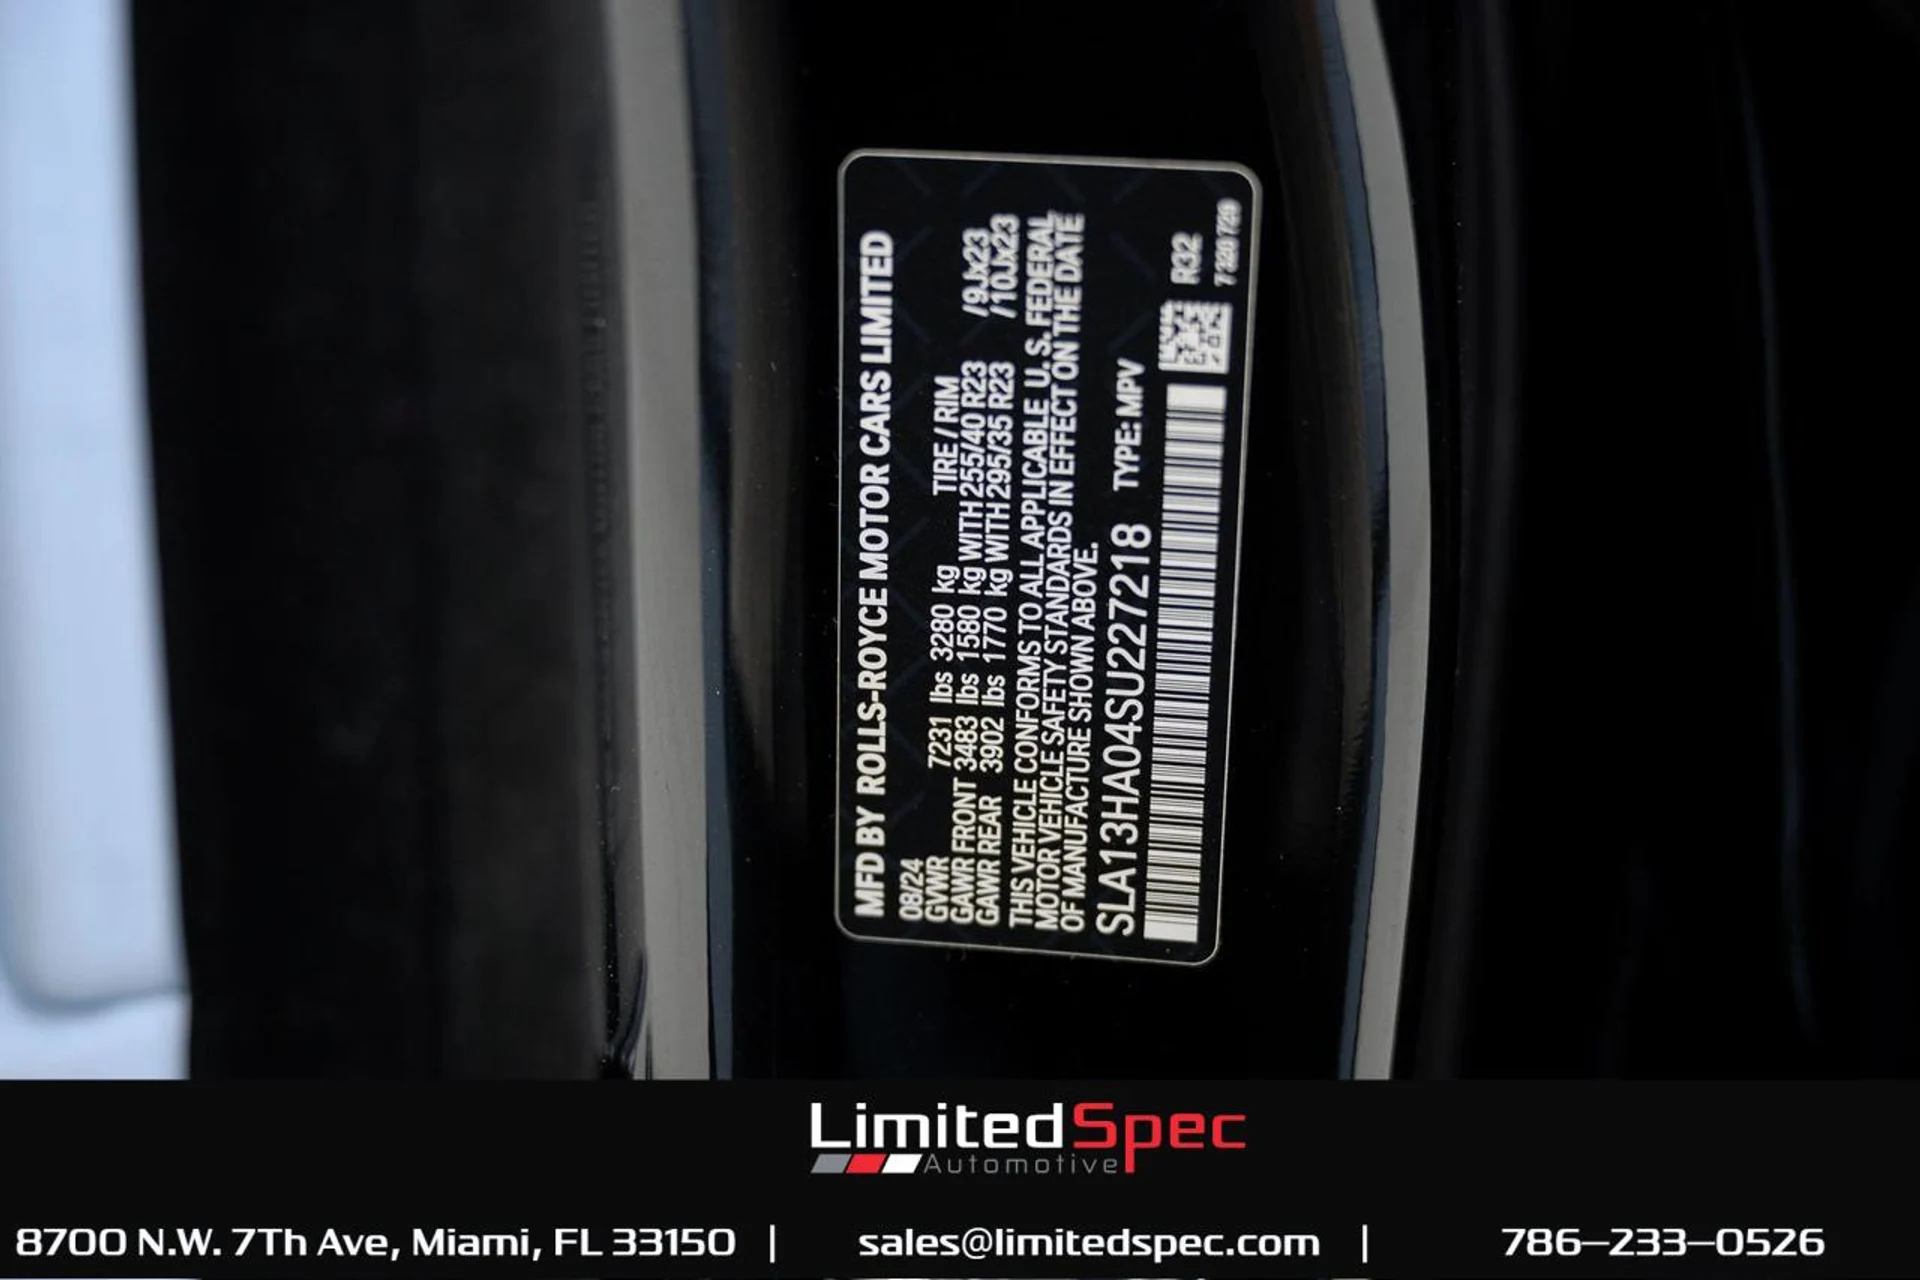 MFD BY ROLLS-ROYCE MOTOR CARS LIMITED
08/24
GVWR 7231 lbs 3280 kg TIRE / RIM
GAWR FRONT 3483 lbs 1580 kg WITH 255/40 R23 /9Jx23
GAWR REAR 3902 lbs 1770 kg WITH 295/35 R23 /10Jx23
THIS VEHICLE CONFORMS TO ALL APPLICABLE U. S. FEDERAL
MOTOR VEHICLE SAFETY STANDARDS IN EFFECT ON THE DATE
OF MANUFACTURE SHOWN ABOVE.
SLA13HA04SU227218 TYPE: MPV
R32
LimitedSpec
Automotive
8700 N.W. 7Th Ave, Miami, FL 33150 | sales@limitedspec.com | 786-233-0526